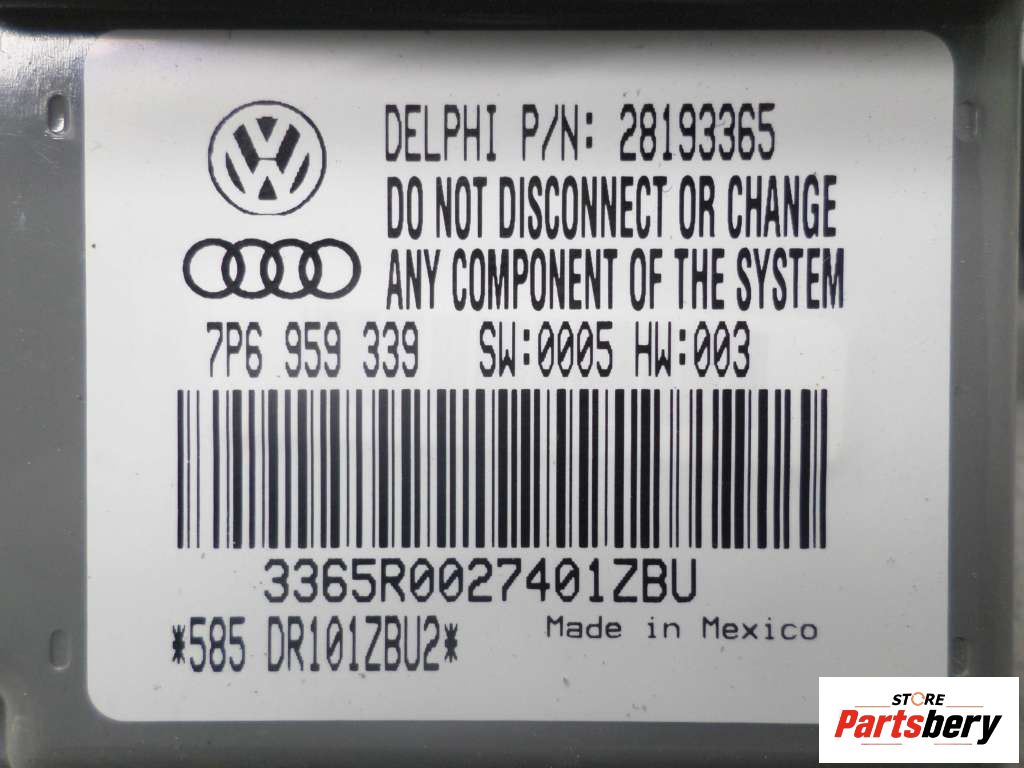 DELPHI P/N: 28193365
DO NOT DISCONNECT OR CHANGE
ANY COMPONENT OF THE SYSTEM
7P6 959 339 SW:0005 HW:003
3365R0027401ZBU
*585 DR101ZBU2*
Made in Mexico
STORE
Partsbery